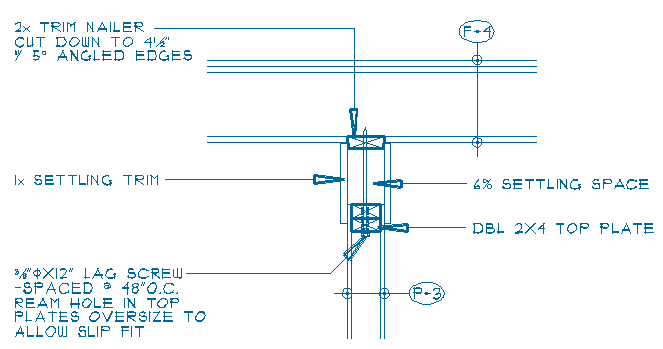 2x TRIM NAILER
CUT DOWN TO 4½"
W/ 5° ANGLED EDGES
F-4
1x SETTLING TRIM
6% SETTLING SPACE
DBL 2X4 TOP PLATE
⅜"ΦX12" LAG SCREW
-SPACED @ 48"O.C.
REAM HOLE IN TOP
PLATES OVERSIZE TO
ALLOW SLIP FIT
P-3